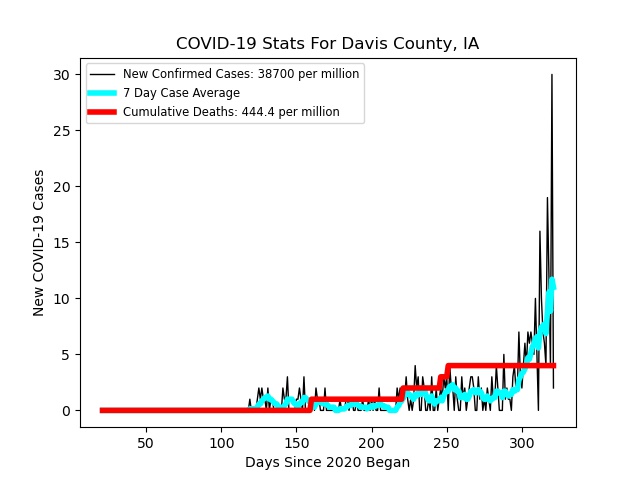 COVID-19 Stats For Davis County, IA
New Confirmed Cases: 38700 per million
7 Day Case Average
Cumulative Deaths: 444.4 per million
30
25
20
15
10
5
0
New COVID-19 Cases
50 100 150 200 250 300
Days Since 2020 Began